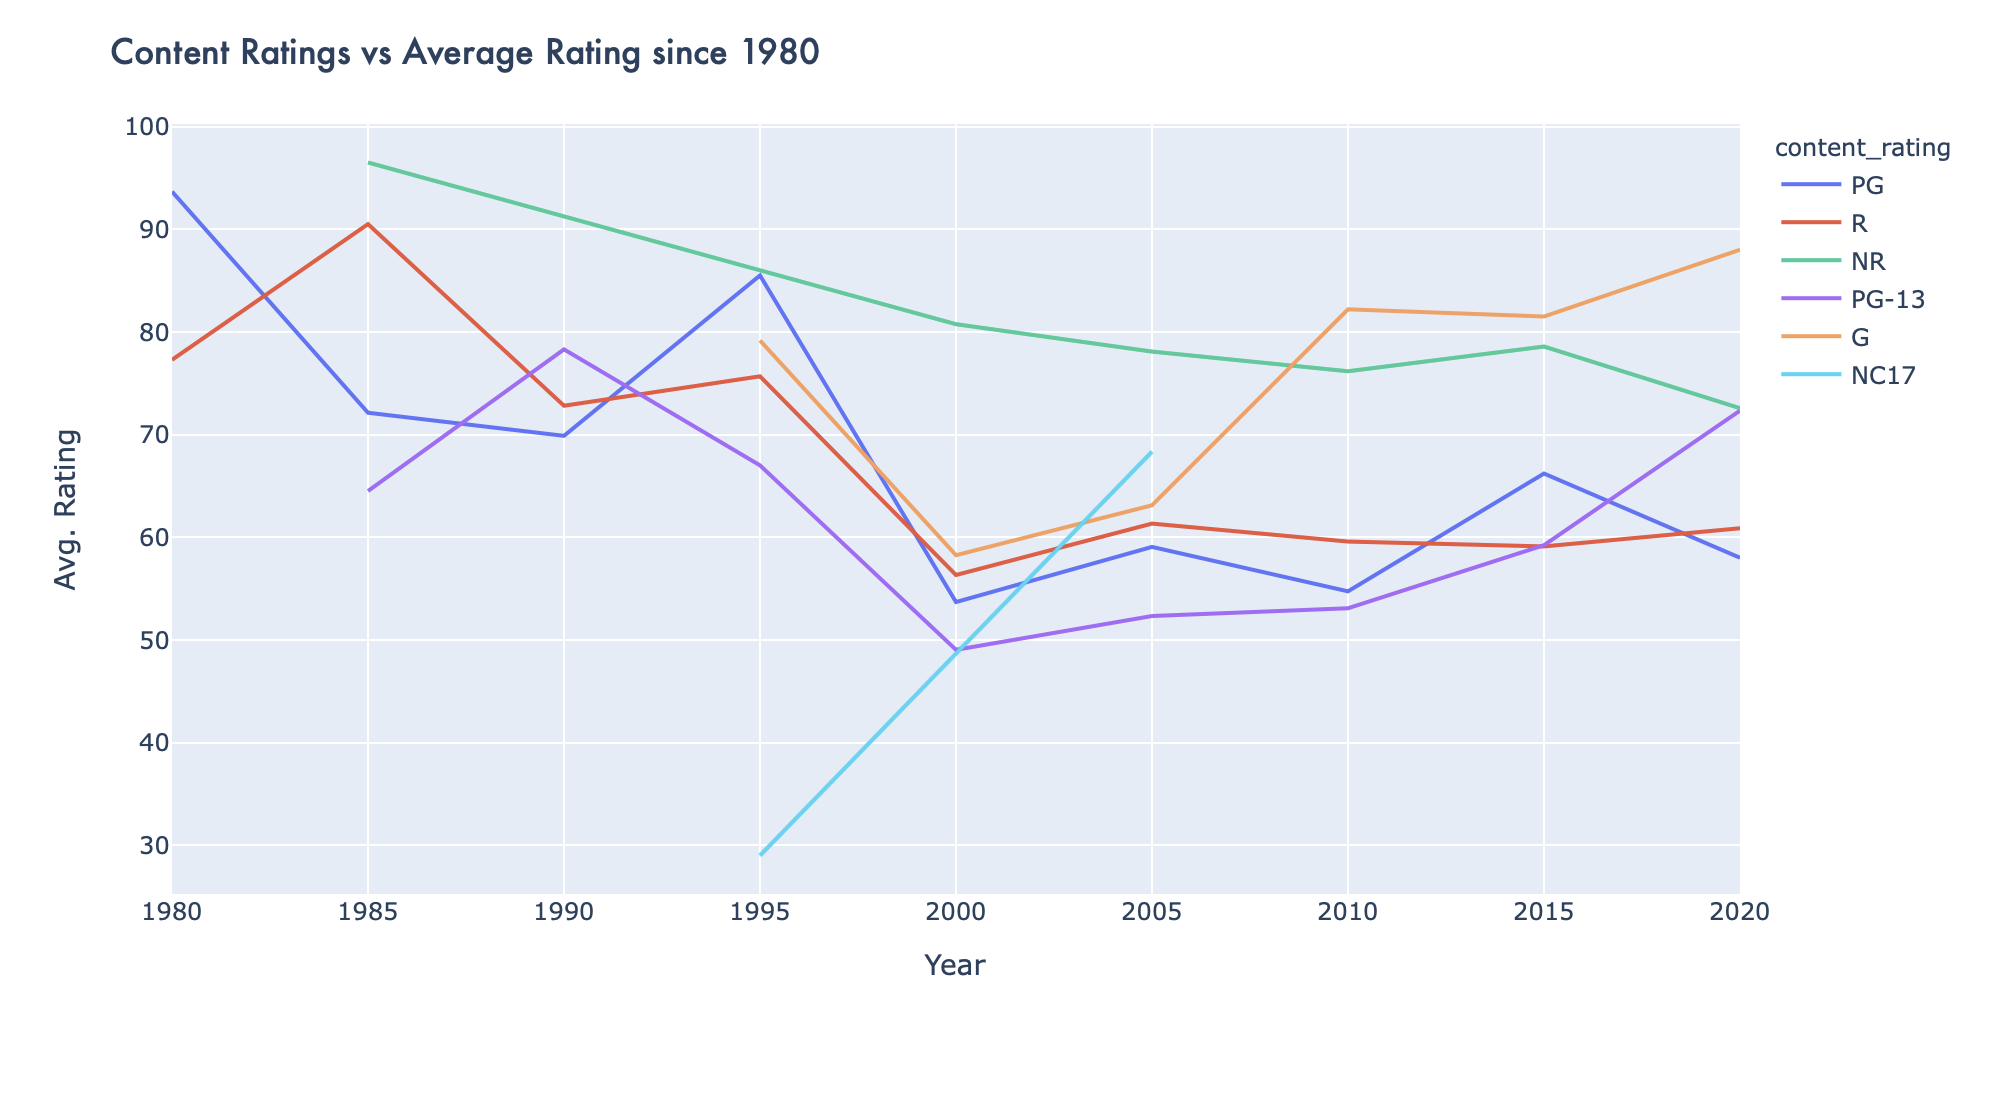 Content Ratings vs Average Rating since 1980
100
90
80
70
60
50
40
30
Avg. Rating
1980 1985 1990 1995 2000 2005 2010 2015 2020
Year
content_rating
PG
R
NR
PG-13
G
NC17